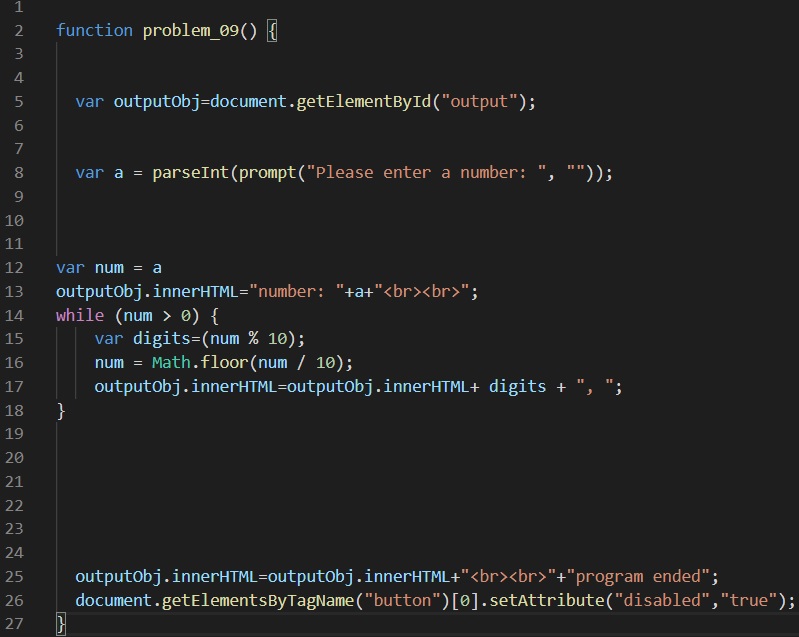 1
2 function problem_09() {
3
4
5 var outputObj=document.getElementById("output");
6
7
8 var a = parseInt(prompt("Please enter a number: ", ""));
9
10
11
12 var num = a
13 outputObj.innerHTML="number: "+a+"<br><br>";
14 while (num > 0) {
15 var digits=(num % 10);
16 num = Math.floor(num / 10);
17 outputObj.innerHTML=outputObj.innerHTML+ digits + ", ";
18 }
19
20
21
22
23
24
25 outputObj.innerHTML=outputObj.innerHTML+"<br><br>"+"program ended";
26 document.getElementsByTagName("button")[0].setAttribute("disabled","true");
27 }